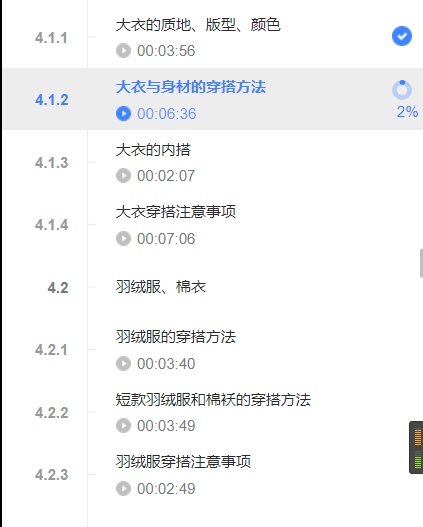 4.1.1 大衣的质地、版型、颜色
00:03:56
4.1.2 大衣与身材的穿搭方法
00:06:36 2%
4.1.3 大衣的内搭
00:02:07
4.1.4 大衣穿搭注意事项
00:07:06
4.2 羽绒服、棉衣
4.2.1 羽绒服的穿搭方法
00:03:40
4.2.2 短款羽绒服和棉袄的穿搭方法
00:03:49
4.2.3 羽绒服穿搭注意事项
00:02:49